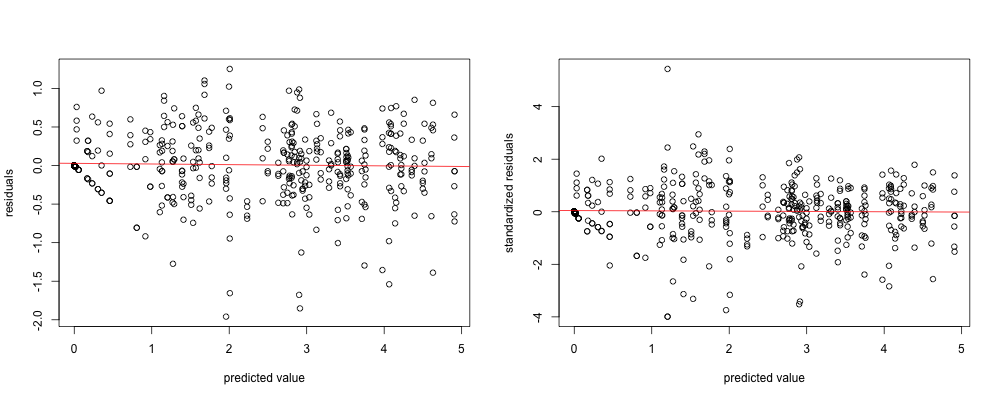 residuals
1.0
0.5
0.0
-0.5
-1.0
-1.5
-2.0
0 1 2 3 4 5
predicted value
standardized residuals
4
2
0
-2
-4
0 1 2 3 4 5
predicted value